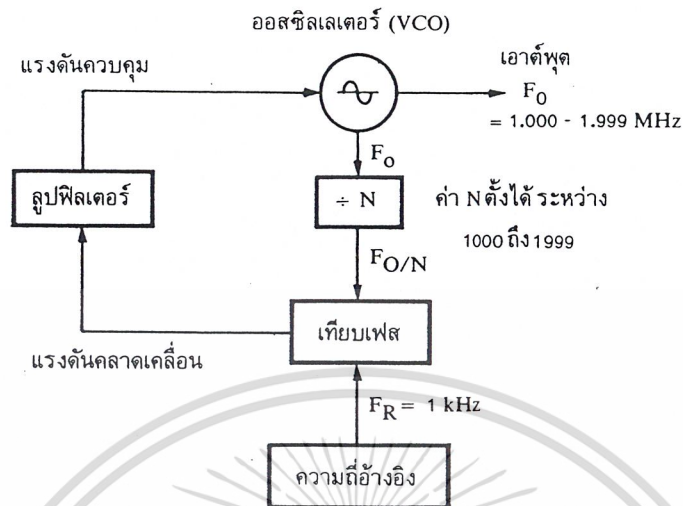 ออสซิลเลเตอร์ (VCO)
แรงดันควบคุม
เอาต์พุต
F_O
= 1.000 - 1.999 MHz
F_O
ลูปฟิลเตอร์
÷ N
ค่า N ตั้งได้ ระหว่าง
1000 ถึง 1999
F_O/N
เทียบเฟส
แรงดันคลาดเคลื่อน
F_R = 1 kHz
ความถี่อ้างอิง